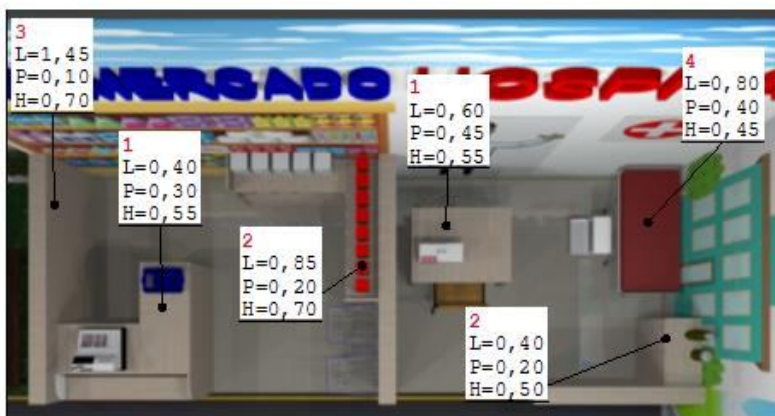 3
L=1,45
P=0,10
H=0,70
MERCADO
1
L=0,60
P=0,45
H=0,55
4
L=0,80
P=0,40
H=0,45
1
L=0,40
P=0,30
H=0,55
2
L=0,85
P=0,20
H=0,70
2
L=0,40
P=0,20
H=0,50